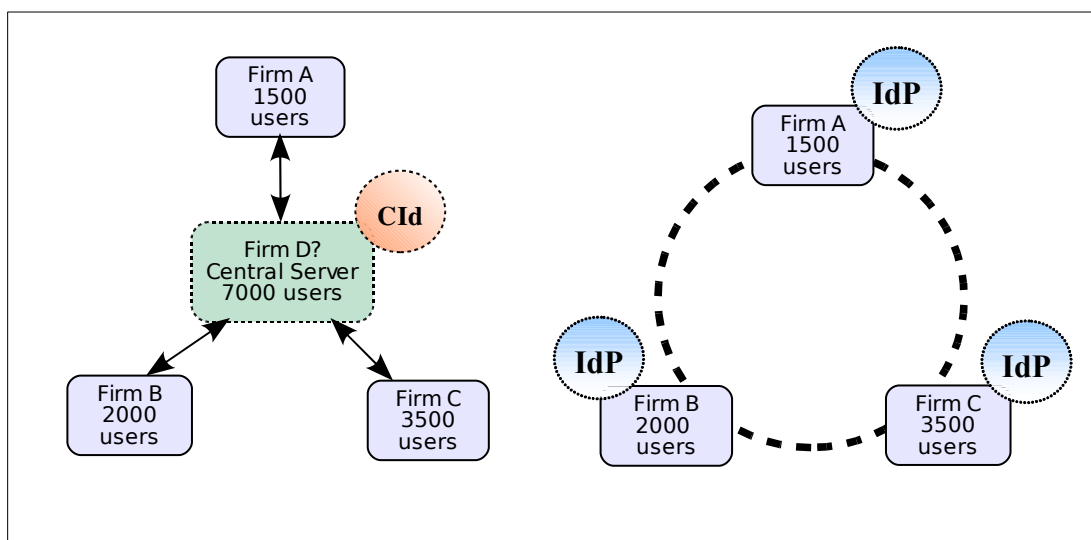 Firm A
1500
users
CId
Firm D?
Central Server
7000 users
Firm B
2000
users
Firm C
3500
users
IdP
Firm A
1500
users
IdP
Firm B
2000
users
IdP
Firm C
3500
users